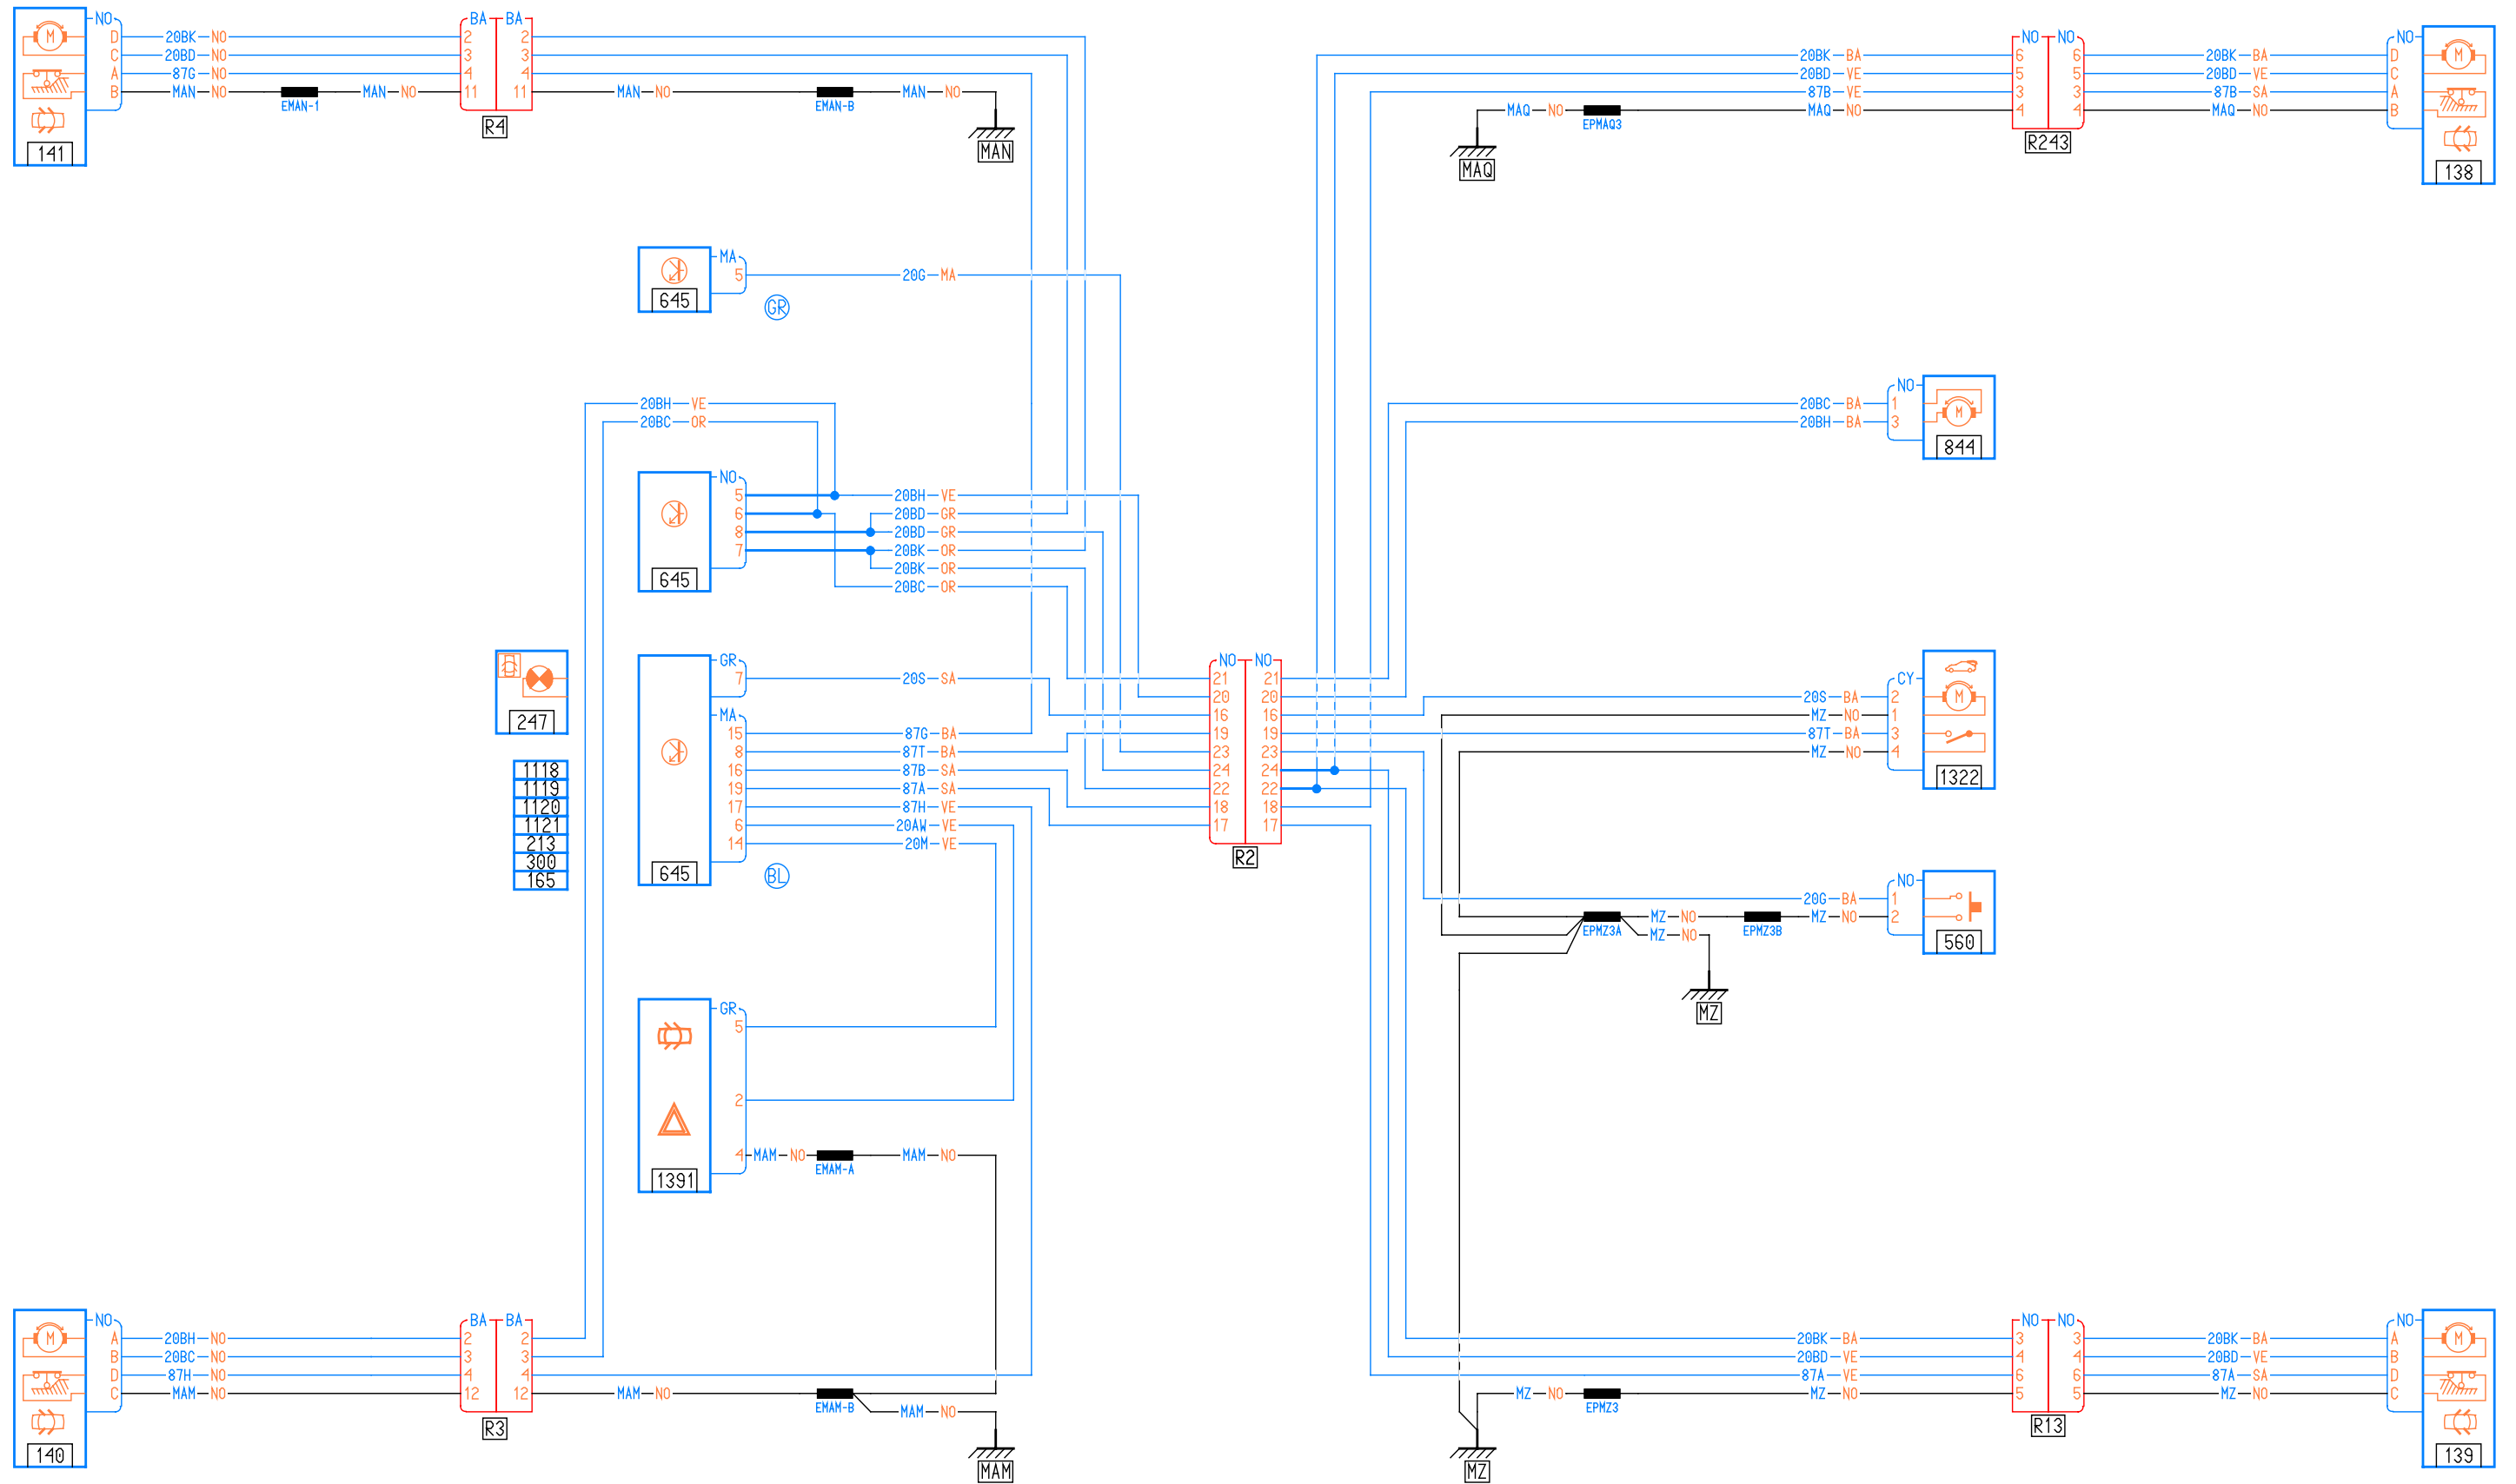 NO BA BA
D 20BK NO 2 2
C 20BD NO 3 3
A 87G NO 4 4
B MAN NO MAN NO 11 11 MAN NO MAN NO
EMAN-1 EMAN-B
M
141
R4
MAN
NO NO NO
20BK BA 6 6 20BK BA D
20BD VE 5 5 20BD VE C
87B VE 3 3 87B SA A
MAQ NO MAQ NO 4 4 MAQ NO B
EPMAQ3
M
MAQ
R243
138
MA
5 20G MA
645
GR
20BH VE
20BC OR
NO
5 20BH VE
6 20BD GR
8 20BD GR
7 20BK OR
20BK OR
20BC OR
645
NO
20BC BA 1
20BH BA 3
M
844
247
1118
1119
1120
1121
213
300
165
GR
7 20S SA
MA
15 87G BA
8 87T BA
16 87B SA
19 87A SA
17 87H VE
6 20AW VE
14 20M VE
645
BL
NO NO
21 21
20 20
16 16
19 19
23 23
24 24
22 22
18 18
17 17
R2
CY
20S BA 2
MZ NO 1
87T BA 3
MZ NO 4
M
1322
NO
20G BA 1
MZ NO MZ NO 2
EPMZ3A EPMZ3B
MZ NO
560
MZ
GR
5
2
4 MAM NO MAM NO
EMAM-A
1391
NO BA BA
A 20BH NO 2 2
B 20BC NO 3 3
D 87H NO 4 4
C MAM NO 12 12 MAM NO
EMAM-B
MAM NO
M
140
R3
MAM
NO NO NO
20BK BA 3 3 20BK BA A
20BD VE 4 4 20BD VE B
87A VE 6 6 87A SA D
MZ NO MZ NO 5 5 MZ NO C
EPMZ3
M
MZ
R13
139